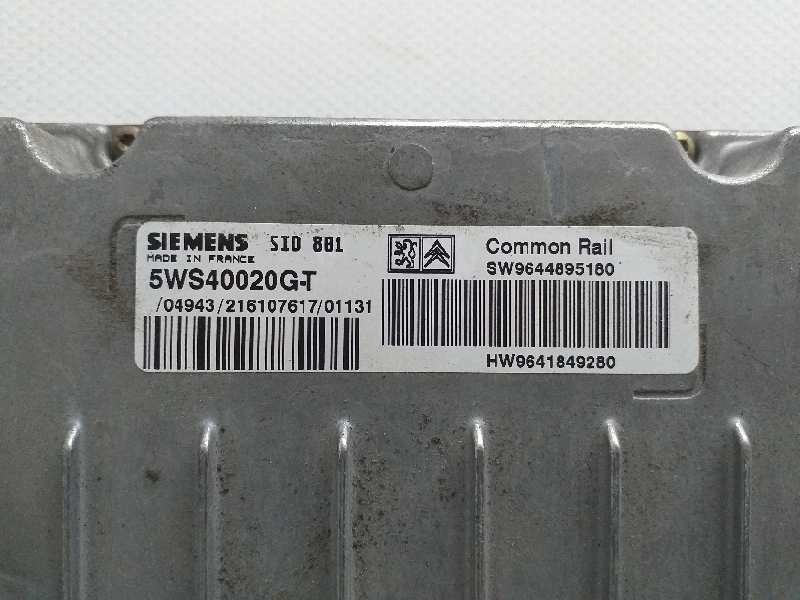 SIEMENS SID 801
MADE IN FRANCE
5WS40020G-T
/04943/216107617/01131
Common Rail
SW9644895180
HW9641849280